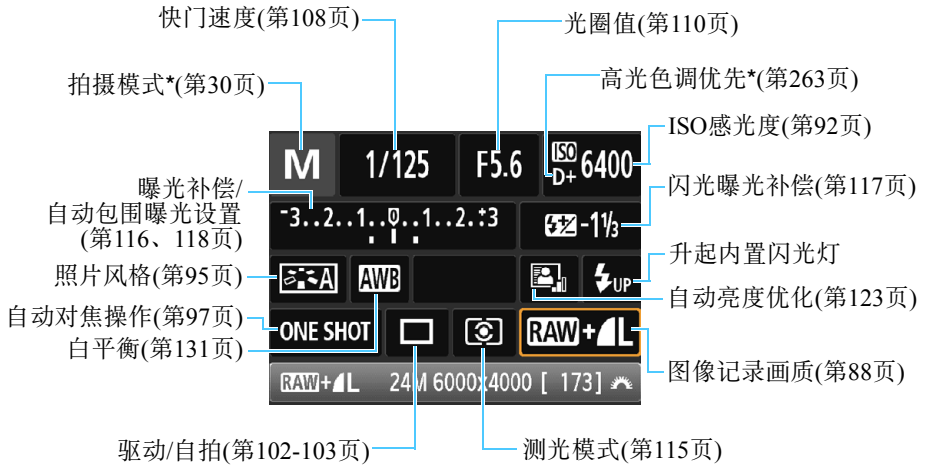 快门速度(第108页)
光圈值(第110页)
拍摄模式*(第30页)
高光色调优先*(第263页)
ISO感光度(第92页)
M 1/125 F5.6 ISO D+ 6400
曝光补偿/
自动包围曝光设置
(第116、118页)
闪光曝光补偿(第117页)
-3..2..1..0..1..2.+3 -1⅓
升起内置闪光灯
照片风格(第95页)
A AWB UP
自动亮度优化(第123页)
自动对焦操作(第97页)
ONE SHOT RAW+L
白平衡(第131页)
图像记录画质(第88页)
RAW+L 24M 6000x4000 [ 173]
驱动/自拍(第102-103页)
测光模式(第115页)